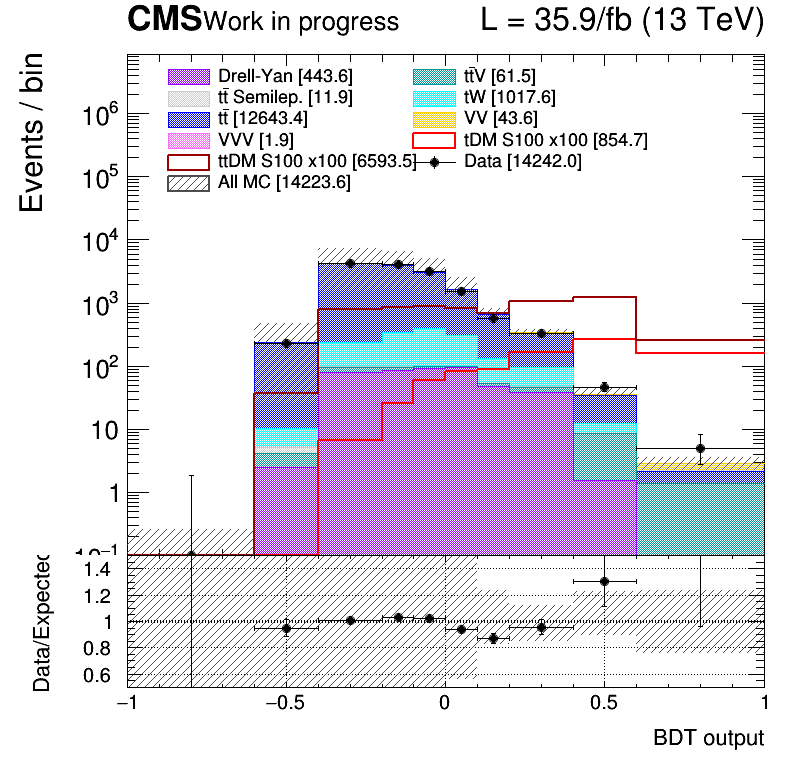 CMS Work in progress L = 35.9/fb (13 TeV)
Events / bin
Drell-Yan [443.6] tt̄V [61.5]
tt̄ Semilep. [11.9] tW [1017.6]
tt̄ [12643.4] VV [43.6]
VVV [1.9] tDM S100 x100 [854.7]
ttDM S100 x100 [6593.5] Data [14242.0]
All MC [14223.6]
10⁶
10⁵
10⁴
10³
10²
10
1
10⁻¹
Data/Expected
1.4
1.2
1
0.8
0.6
−1 −0.5 0 0.5 1
BDT output